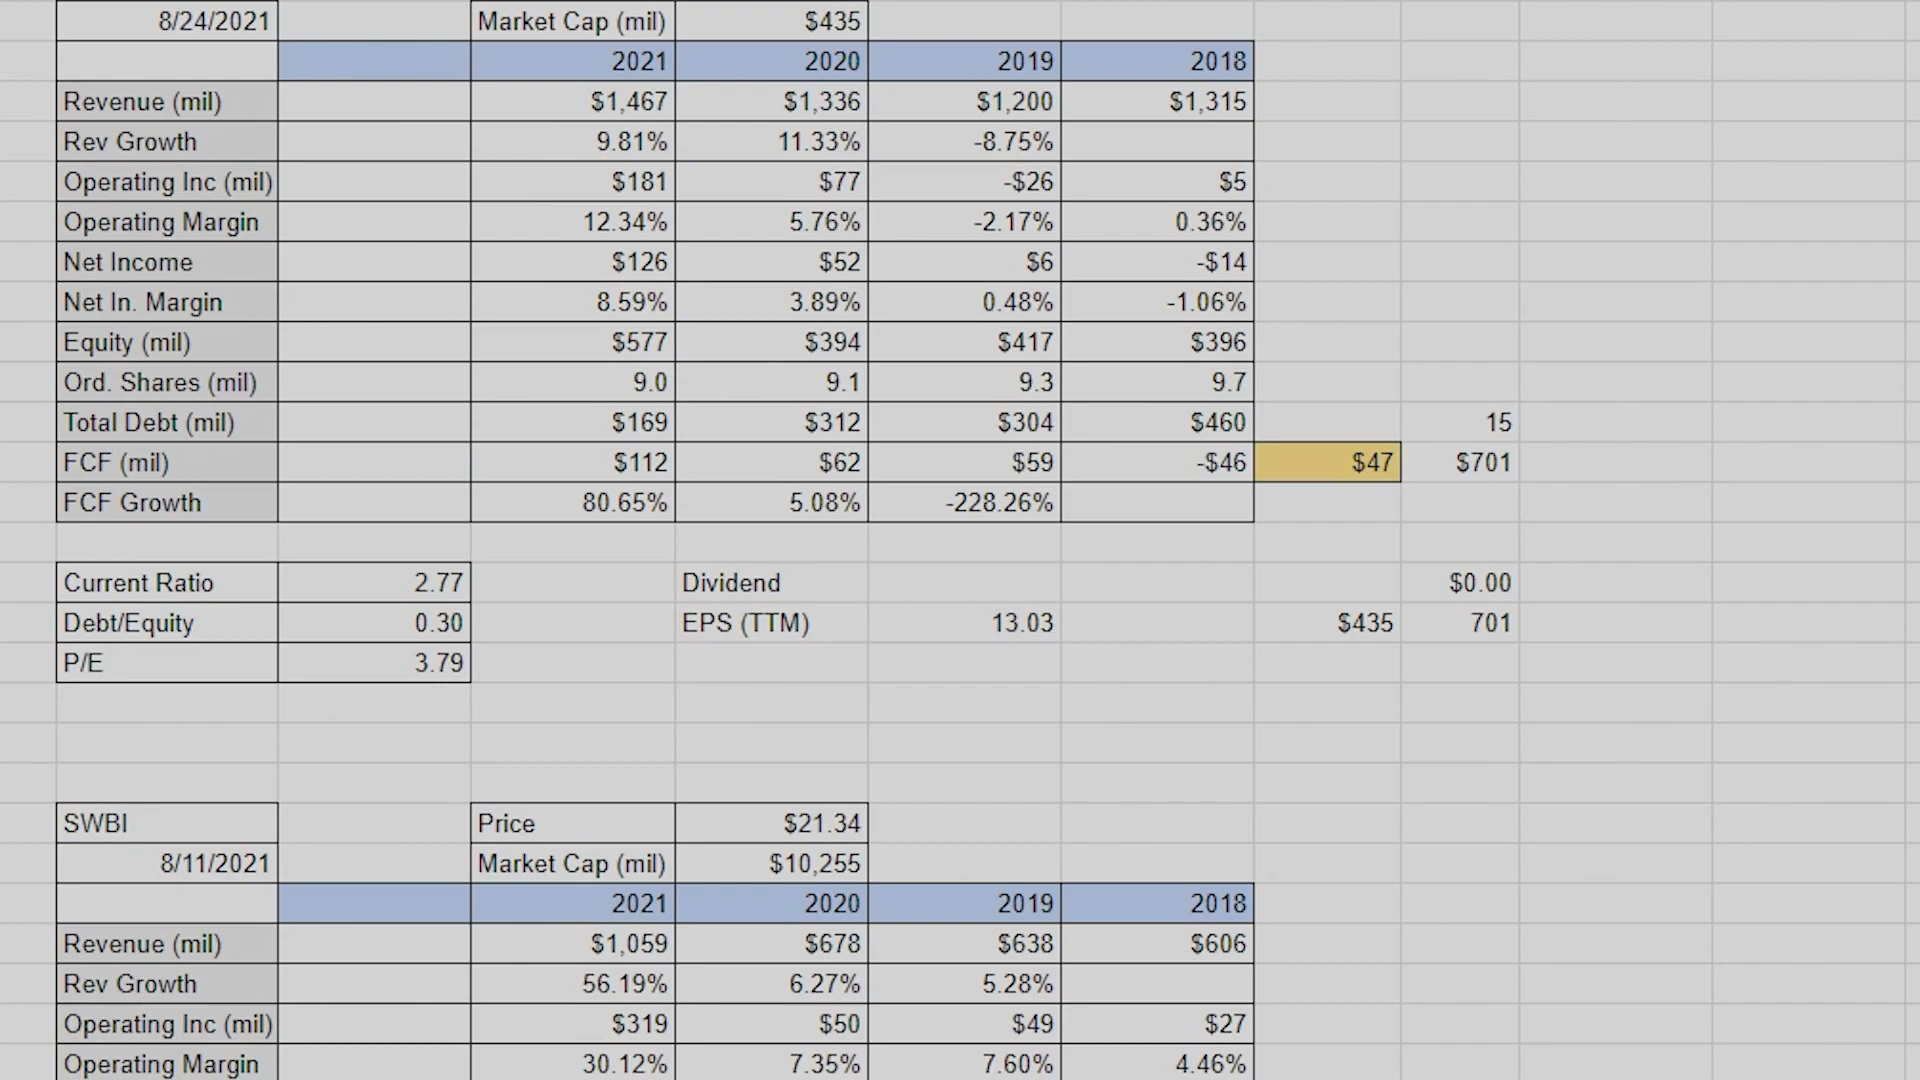 8/24/2021 Market Cap (mil) $435
2021 2020 2019 2018
Revenue (mil) $1,467 $1,336 $1,200 $1,315
Rev Growth 9.81% 11.33% -8.75%
Operating Inc (mil) $181 $77 -$26 $5
Operating Margin 12.34% 5.76% -2.17% 0.36%
Net Income $126 $52 $6 -$14
Net In. Margin 8.59% 3.89% 0.48% -1.06%
Equity (mil) $577 $394 $417 $396
Ord. Shares (mil) 9.0 9.1 9.3 9.7
Total Debt (mil) $169 $312 $304 $460 15
FCF (mil) $112 $62 $59 -$46 $47 $701
FCF Growth 80.65% 5.08% -228.26%
Current Ratio 2.77 Dividend $0.00
Debt/Equity 0.30 EPS (TTM) 13.03 $435 701
P/E 3.79
SWBI Price $21.34
8/11/2021 Market Cap (mil) $10,255
2021 2020 2019 2018
Revenue (mil) $1,059 $678 $638 $606
Rev Growth 56.19% 6.27% 5.28%
Operating Inc (mil) $319 $50 $49 $27
Operating Margin 30.12% 7.35% 7.60% 4.46%